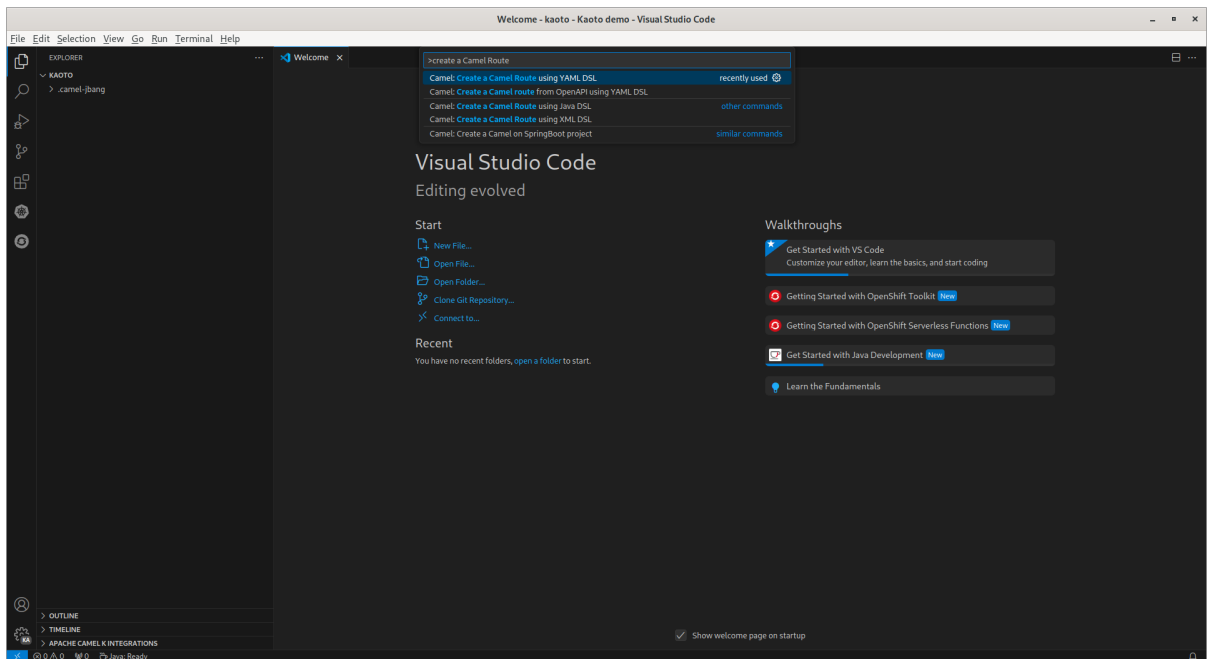 Welcome - kaoto - Kaoto demo - Visual Studio Code
File Edit Selection View Go Run Terminal Help
EXPLORER
KAOTO
.camel-jbang
Welcome
>create a Camel Route
Camel: Create a Camel Route using YAML DSL recently used
Camel: Create a Camel route from OpenAPI using YAML DSL
Camel: Create a Camel Route using Java DSL other commands
Camel: Create a Camel Route using XML DSL
Camel: Create a Camel on SpringBoot project similar commands
Visual Studio Code
Editing evolved
Start
New File...
Open File...
Open Folder...
Clone Git Repository...
Connect to...
Recent
You have no recent folders, open a folder to start.
Walkthroughs
Get Started with VS Code
Customize your editor, learn the basics, and start coding
Getting Started with OpenShift Toolkit New
Getting Started with OpenShift Serverless Functions New
Get Started with Java Development New
Learn the Fundamentals
Show welcome page on startup
OUTLINE
TIMELINE
KA
APACHE CAMEL K INTEGRATIONS
0 0 0 Java: Ready